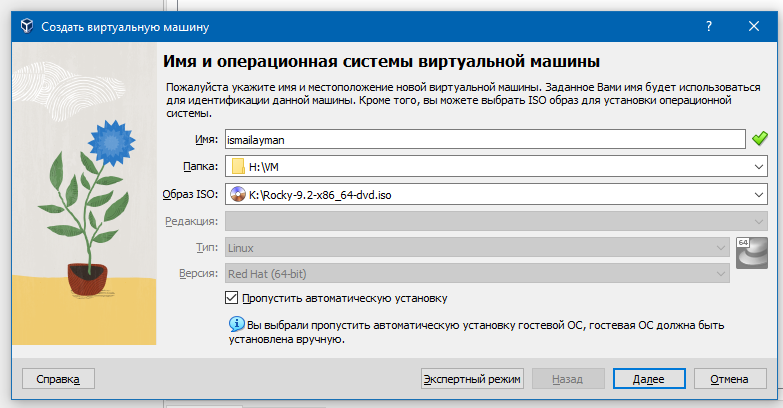 Создать виртуальную машину
?
Имя и операционная системы виртуальной машины
Пожалуйста укажите имя и местоположение новой виртуальной машины. Заданное Вами имя будет использоваться
для идентификации данной машины. Кроме того, вы можете выбрать ISO образ для установки операционной
системы.
Имя: ismailayman
Папка: H:\VM
Образ ISO: K:\Rocky-9.2-x86_64-dvd.iso
Редакция:
Тип: Linux
64
Версия: Red Hat (64-bit)
Пропустить автоматическую установку
Вы выбрали пропустить автоматическую установку гостевой ОС, гостевая ОС должна быть
установлена вручную.
Справка Экспертный режим Назад Далее Отмена